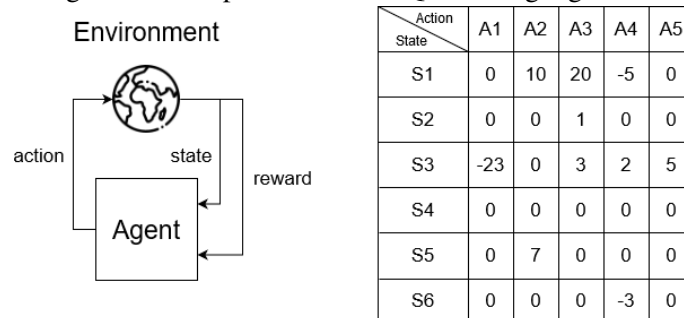 Environment
action
state
reward
Agent
Action
State
A1 A2 A3 A4 A5
S1 0 10 20 -5 0
S2 0 0 1 0 0
S3 -23 0 3 2 5
S4 0 0 0 0 0
S5 0 7 0 0 0
S6 0 0 0 -3 0